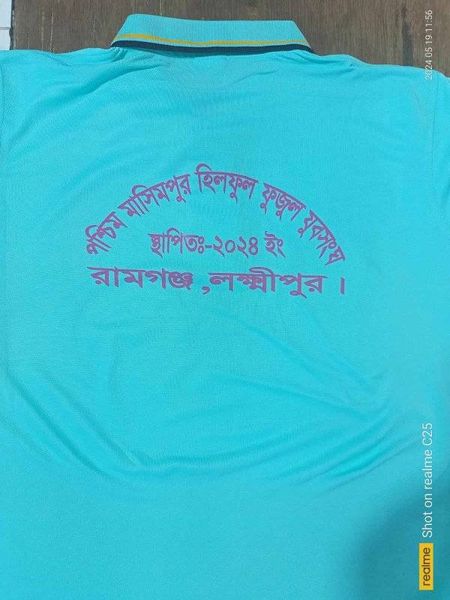 পশ্চিম মাসিমপুর হিলফুল ফুজুল যুবসংঘ
স্থাপিতঃ-২০২৪ ইং
রামগঞ্জ ,লক্ষ্মীপুর ।
2024.05.19 11:56
realme Shot on realme C25